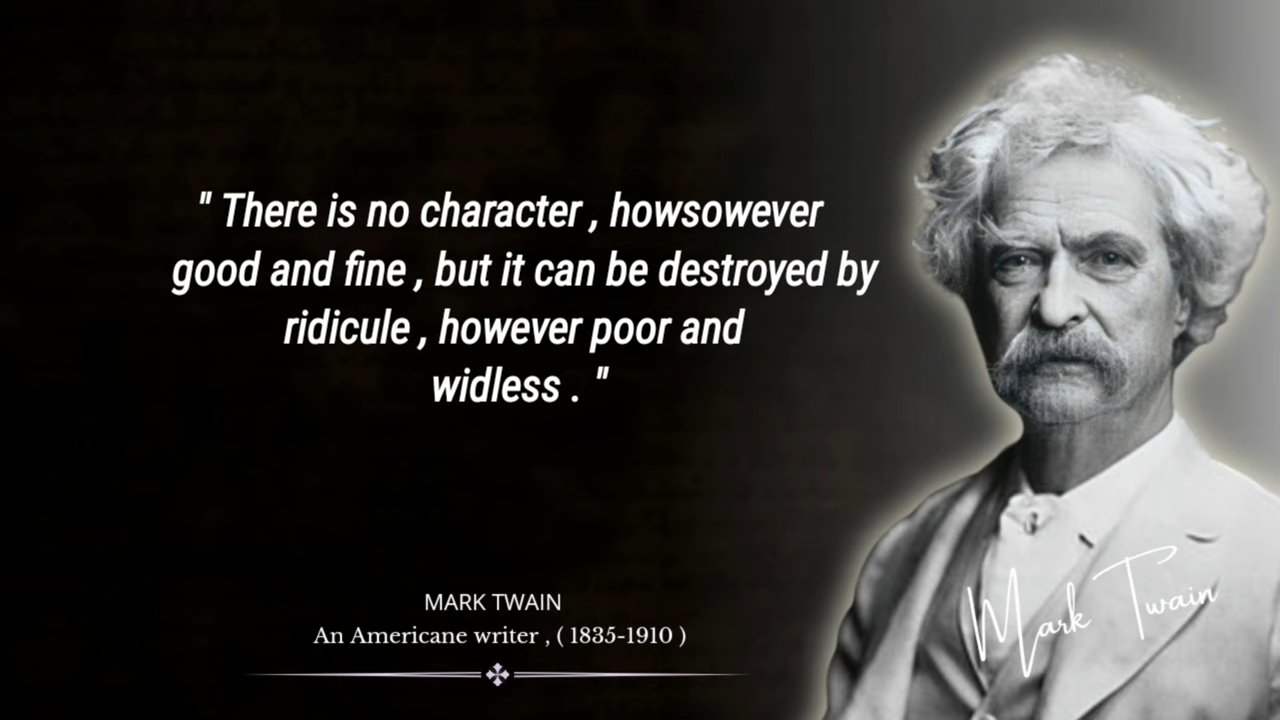 " There is no character , howsowever
good and fine , but it can be destroyed by
ridicule , however poor and
widless . "
MARK TWAIN
An Americane writer , ( 1835-1910 )
Mark Twain